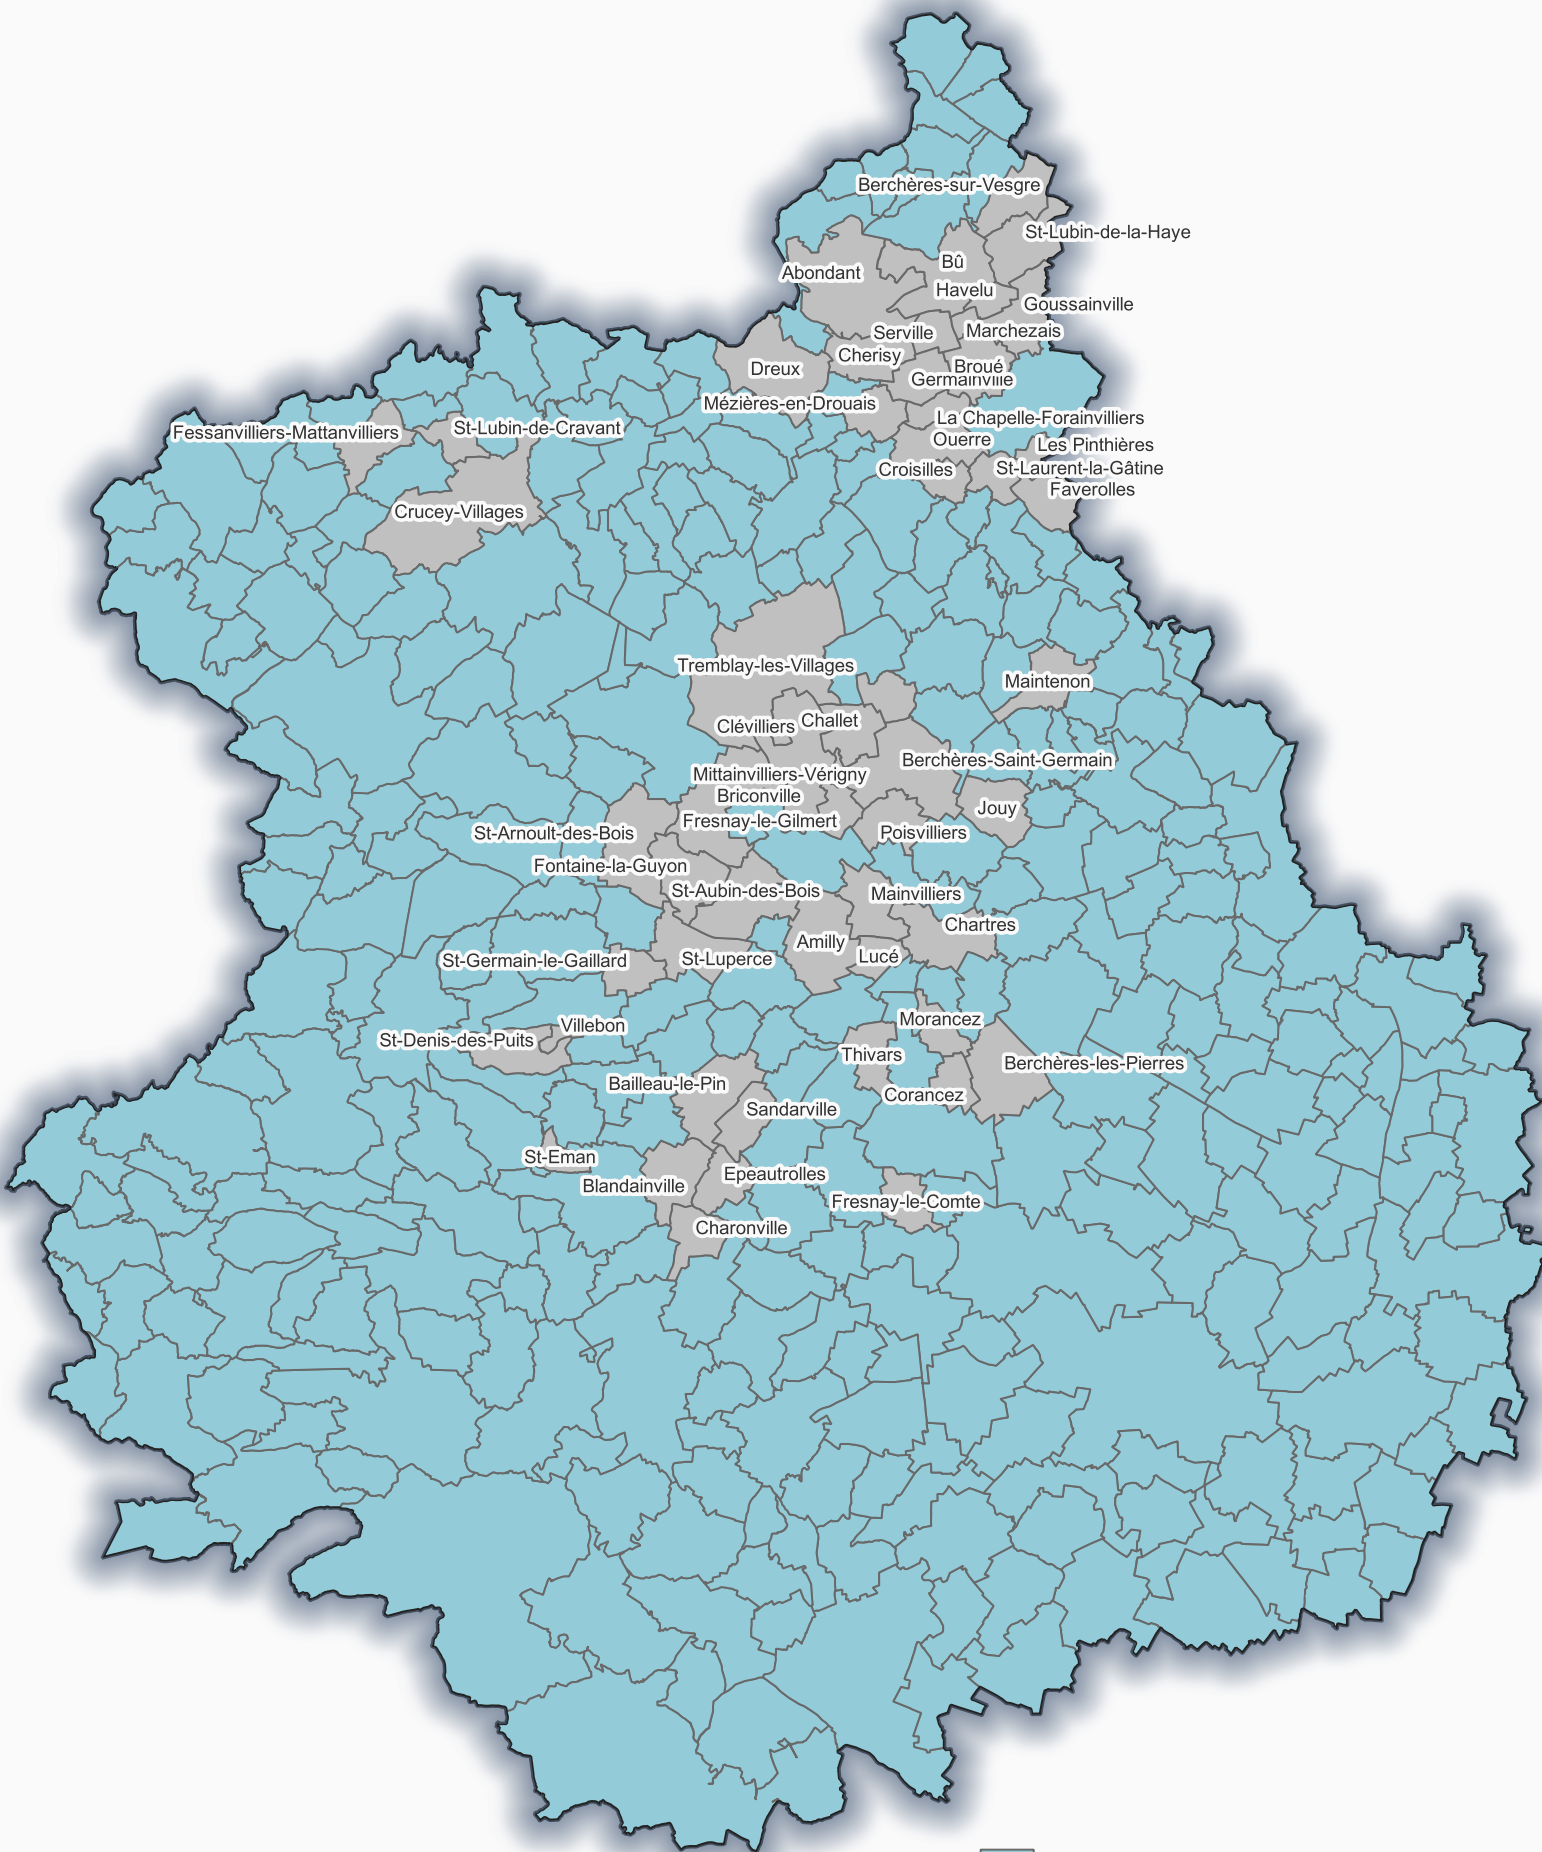 Berchères-sur-Vesgre
St-Lubin-de-la-Haye
Bû
Abondant
Havelu
Goussainville
Serville
Marchezais
Cherisy
Broué
Dreux
Germainville
Mézières-en-Drouais
La Chapelle-Forainvilliers
St-Lubin-de-Cravant
Fessanvilliers-Mattanvilliers
Ouerre
Les Pinthières
Croisilles
St-Laurent-la-Gâtine
Faverolles
Crucey-Villages
Tremblay-les-Villages
Maintenon
Clévilliers
Challet
Berchères-Saint-Germain
Mittainvilliers-Vérigny
Briconville
Jouy
Fresnay-le-Gilmert
St-Arnoult-des-Bois
Poisvilliers
Fontaine-la-Guyon
St-Aubin-des-Bois
Mainvilliers
Chartres
Amilly
Lucé
St-Germain-le-Gaillard
St-Luperce
Morancez
Villebon
St-Denis-des-Puits
Thivars
Berchères-les-Pierres
Bailleau-le-Pin
Corancez
Sandarville
St-Eman
Epeautrolles
Blandainville
Fresnay-le-Comte
Charonville